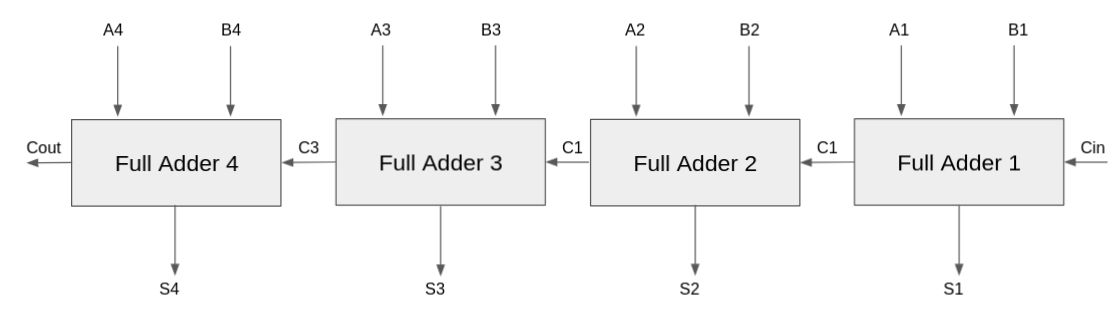 A4
B4
A3
B3
A2
B2
A1
B1
Cout
Full Adder 4
C3
Full Adder 3
C1
Full Adder 2
C1
Full Adder 1
Cin
S4
S3
S2
S1